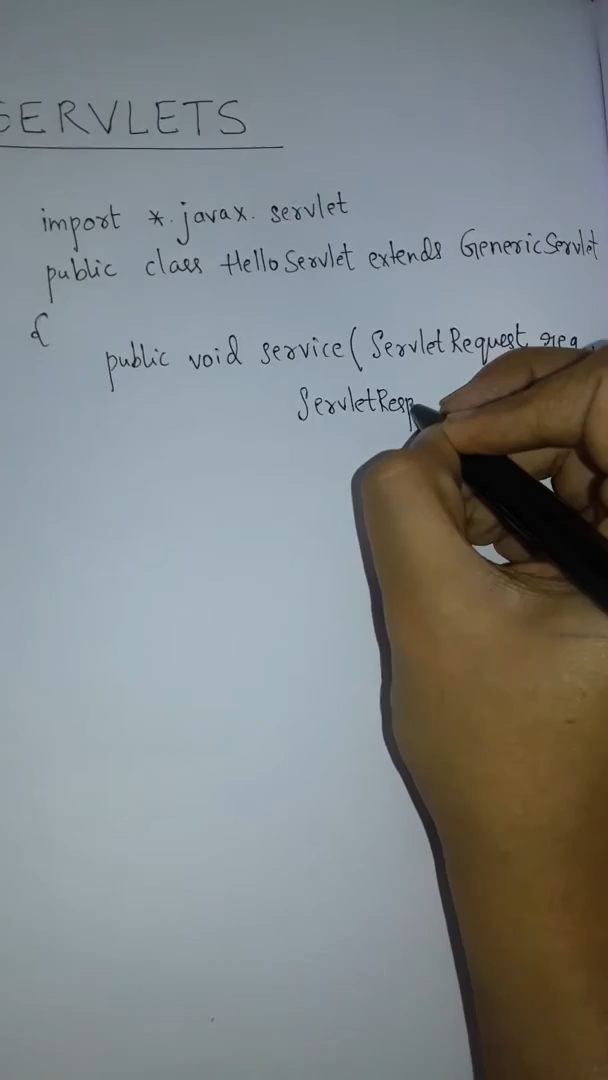 SERVLETS
import *.javax.servlet
public class HelloServlet extends GenericServlet
{
public void service(ServletRequest req,
ServletResp